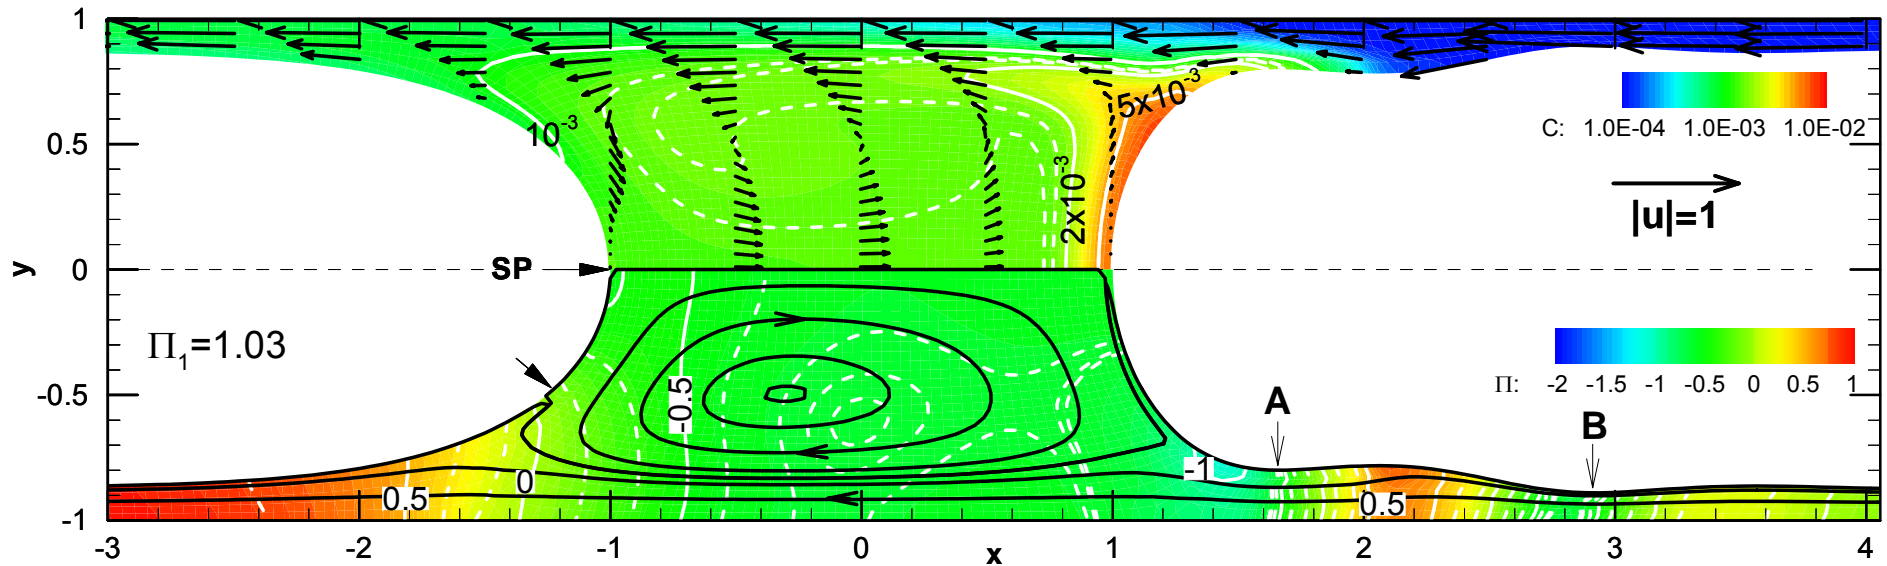 1
0.5
0
-0.5
-1
y
10⁻³
2x10⁻³
5x10⁻³
C: 1.0E-04 1.0E-03 1.0E-02
|u|=1
SP
Π₁=1.03
-0.5
Π: -2 -1.5 -1 -0.5 0 0.5 1
A
B
-1
0
0.5
0.5
-3 -2 -1 0 1 2 3 4
x